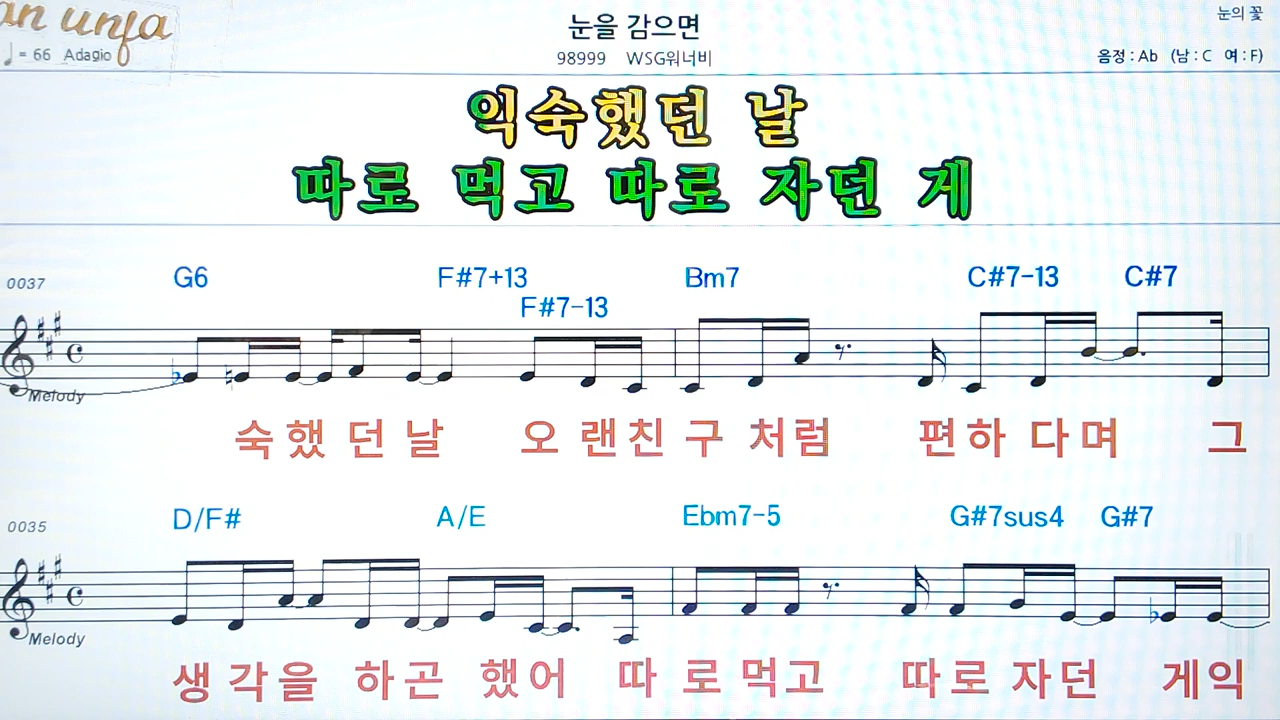 an unfa
♩= 66 Adagio
눈을 감으면
98999 WSG워너비
눈의 꽃
음정 : Ab (남 : C 여 : F)
익숙했던 날
따로 먹고 따로 자던 게
0037
G6 F#7+13 Bm7 C#7-13 C#7
F#7-13
Melody
숙했 던 날 오 랜친 구 처럼 편하 다며 그
0035
D/F# A/E Ebm7-5 G#7sus4 G#7
Melody
생 각을 하곤 했어 따 로 먹고 따로 자던 게익